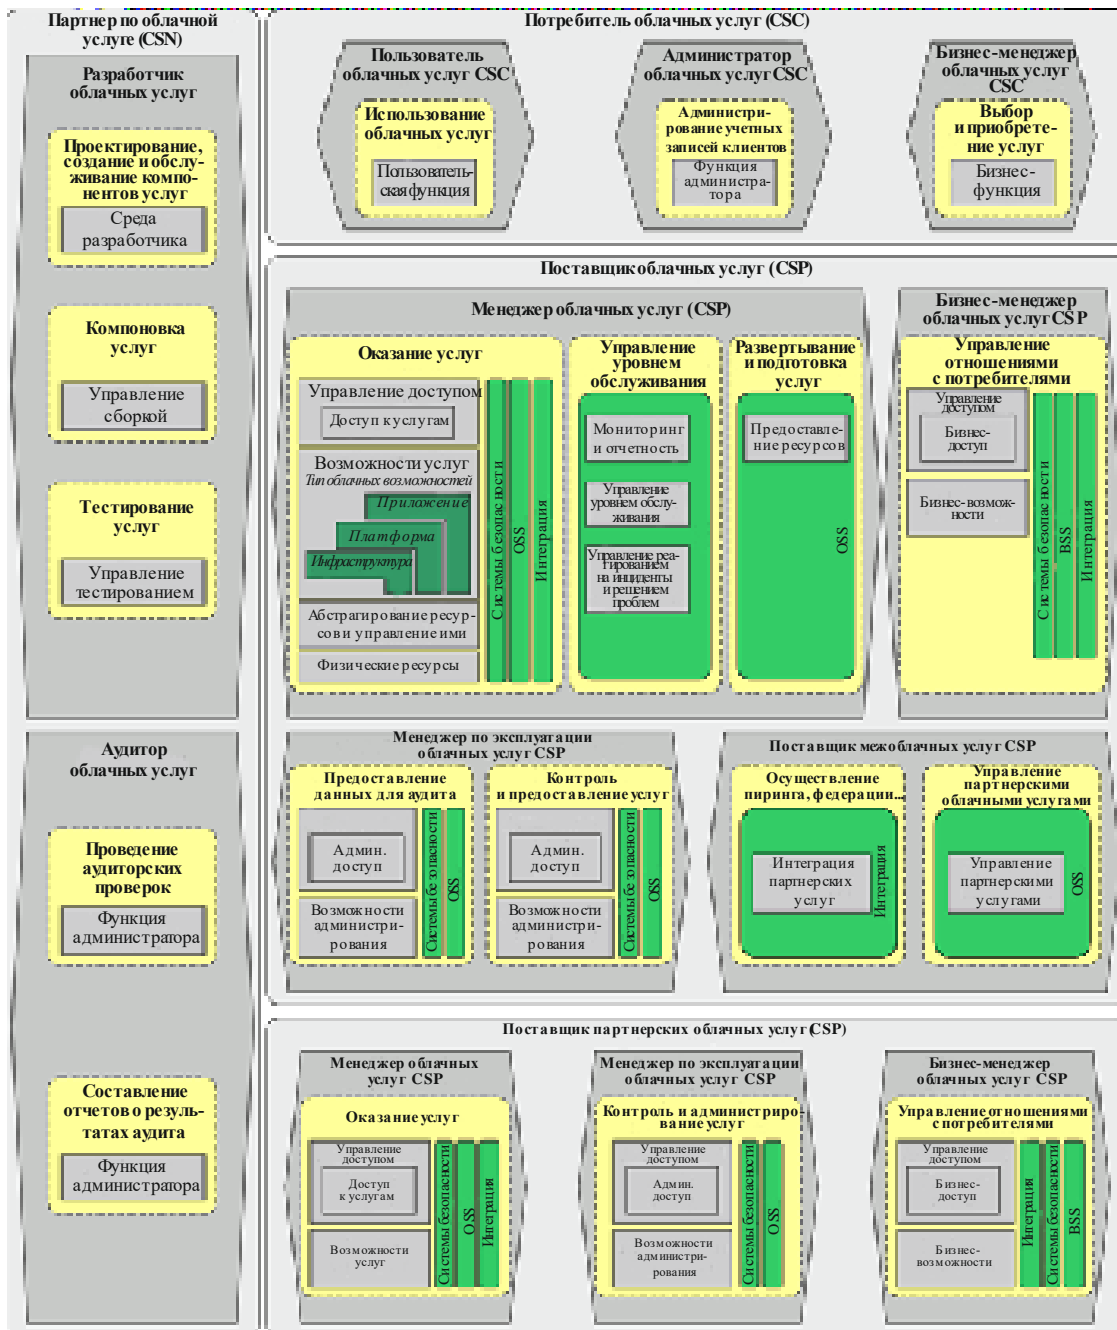 Партнер по облачной
услуге (CSN)
Разработчик
облачных услуг
Проектирование,
создание и обслу-
живание компо-
нентов услуг
Среда
разработчика
Компоновка
услуг
Управление
сборкой
Тестирование
услуг
Управление
тестированием
Аудитор
облачных услуг
Проведение
аудиторских
проверок
Функция
администратора
Составление
отчетов о резуль-
татах аудита
Функция
администратора
Потребитель облачных услуг (CSC)
Пользователь
облачных услуг CSC
Использование
облачных услуг
Пользователь-
ская функция
Администратор
облачных услуг CSC
Администри-
рование учетных
записей клиентов
Функция
администра-
тора
Бизнес-менеджер
облачных услуг
CSC
Выбор
и приобрете-
ние услуг
Бизнес-
функция
Поставщик облачных услуг (CSP)
Менеджер облачных услуг (CSP)
Оказание услуг
Управление доступом
Доступ к услугам
Возможности услуг
Тип облачных возможностей
Приложение
Платформа
Инфраструктура
Абстрагирование ресур-
сов и управление ими
Физические ресурсы
Системы безопасности
OSS
Интеграция
Управление
уровнем
обслуживания
Мониторинг
и отчетность
Управление
уровнем обслу-
живания
Управление реа-
гированием
на инциденты
и решением
проблем
Развертывание
и подготовка
услуг
Предоставле-
ние ресурсов
OSS
Бизнес-менеджер
облачных услуг CSP
Управление
отношениями
с потребителями
Управление
доступом
Бизнес-
доступ
Бизнес-возмож-
ности
Системы безопасности
BSS
Интеграция
Менеджер по эксплуатации
облачных услуг CSP
Предоставление
данных для аудита
Админ.
доступ
Возможности
администри-
рования
Системы безопасности
OSS
Контроль
и предоставление услуг
Админ.
доступ
Возможности
администри-
рования
Системы безопасности
OSS
Поставщик межоблачных услуг CSP
Осуществление
пиринга, федерации...
Интеграция
партнерских
услуг
Интеграция
Управление
партнерскими
облачными услугами
Управление
партнерскими
услугами
OSS
Поставщик партнерских облачных услуг (CSP)
Менеджер облачных
услуг CSP
Оказание услуг
Управление
доступом
Доступ
к услугам
Возможности
услуг
Системы безопасности
OSS
Интеграция
Менеджер по эксплуатации
облачных услуг CSP
Контроль и администриро-
вание услуг
Управление
доступом
Админ.
доступ
Возможности
администри-
рования
Системы безопасности
OSS
Бизнес-менеджер
облачных услуг CSP
Управление отношениями
с потребителями
Управление
доступом
Бизнес-
доступ
Бизнес-
возможности
Интеграция
Системы безопасности
BSS